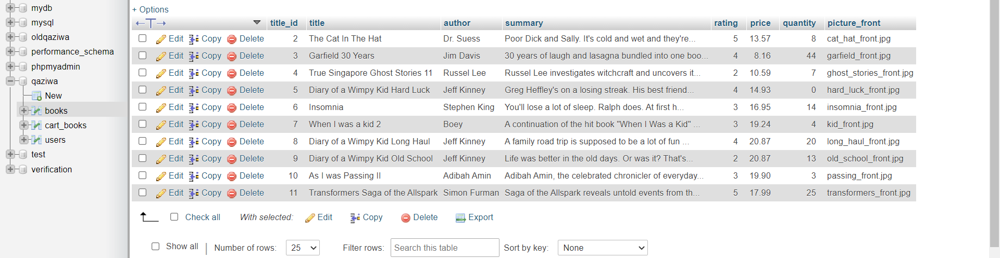 mydb
mysql
oldqaziwa
performance_schema
phpmyadmin
qaziwa
New
books
cart_books
users
test
verification
+ Options
title_id title author summary rating price quantity picture_front
Edit Copy Delete 2 The Cat In The Hat Dr. Suess Poor Dick and Sally. It's cold and wet and they're... 5 13.57 8 cat_hat_front.jpg
Edit Copy Delete 3 Garfield 30 Years Jim Davis 30 years of laugh and lasagna bundled into one boo... 4 8.16 44 garfield_front.jpg
Edit Copy Delete 4 True Singapore Ghost Stories 11 Russel Lee Russel Lee investigates witchcraft and uncovers it... 2 10.59 7 ghost_stories_front.jpg
Edit Copy Delete 5 Diary of a Wimpy Kid Hard Luck Jeff Kinney Greg Heffley's on a losing streak. His best friend... 4 14.93 0 hard_luck_front.jpg
Edit Copy Delete 6 Insomnia Stephen King You'll lose a lot of sleep. Ralph does. At first h... 3 16.95 14 insomnia_front.jpg
Edit Copy Delete 7 When I was a kid 2 Boey A continuation of the hit book "When I Was a Kid" ... 3 19.24 4 kid_front.jpg
Edit Copy Delete 8 Diary of a Wimpy Kid Long Haul Jeff Kinney A family road trip is supposed to be a lot of fun ... 4 20.87 20 long_haul_front.jpg
Edit Copy Delete 9 Diary of a Wimpy Kid Old School Jeff Kinney Life was better in the old days. Or was it? That's... 2 20.87 13 old_school_front.jpg
Edit Copy Delete 10 As I was Passing II Adibah Amin Adibah Amin, the celebrated chronicler of everyday... 3 19.90 3 passing_front.jpg
Edit Copy Delete 11 Transformers Saga of the Allspark Simon Furman Saga of the Allspark reveals untold events from th... 5 17.99 25 transformers_front.jpg
Check all With selected: Edit Copy Delete Export
Show all Number of rows: 25 Filter rows: Search this table Sort by key: None